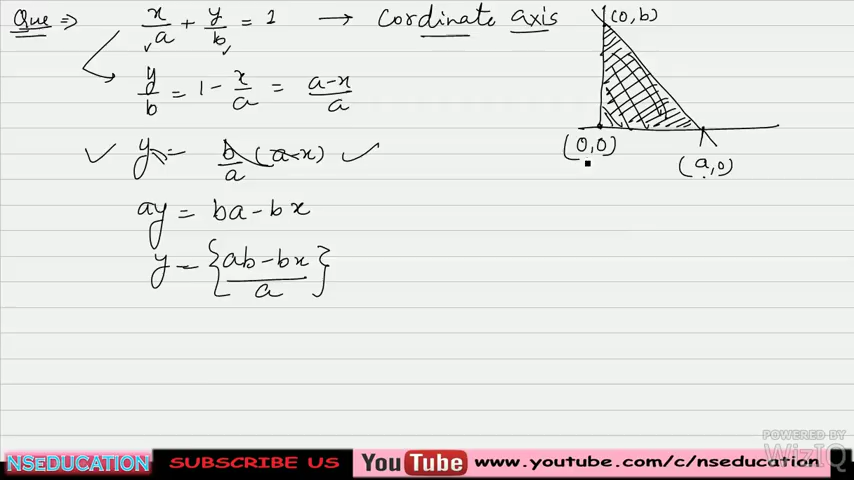 Que ⇒ x/a + y/b = 1 → Cordinate axis
(0,b)
y/b = 1 - x/a = a-x/a
(0,0)
(a,0)
y = b/a (a-x)
ay = ba - bx
y = {ab-bx/a}
POWERED BY
WizIQ
NSEDUCATION SUBSCRIBE US YouTube www.youtube.com/c/nseducation